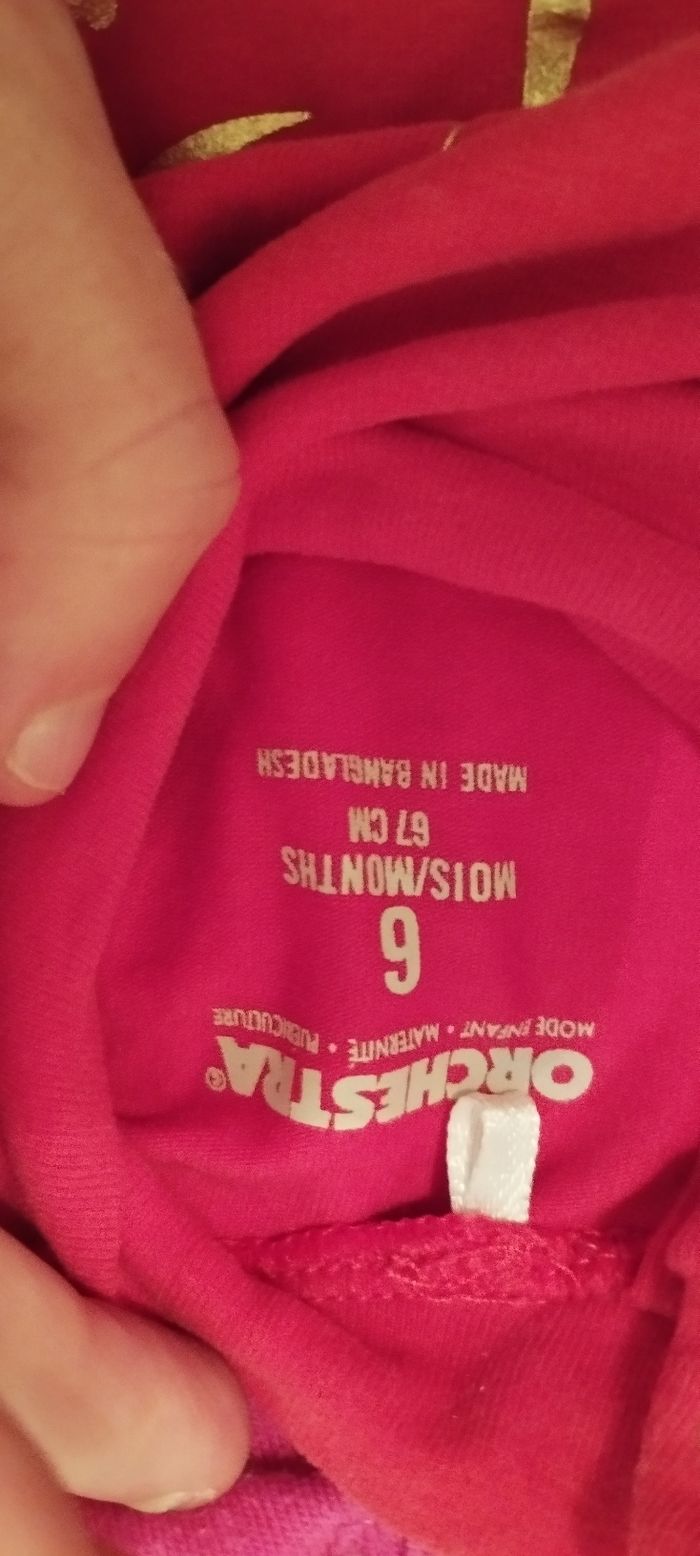 ORCHESTRA®
MODE ENFANT • MATERNITÉ • PUÉRICULTURE
6
MOIS/MONTHS
67 CM
MADE IN BANGLADESH